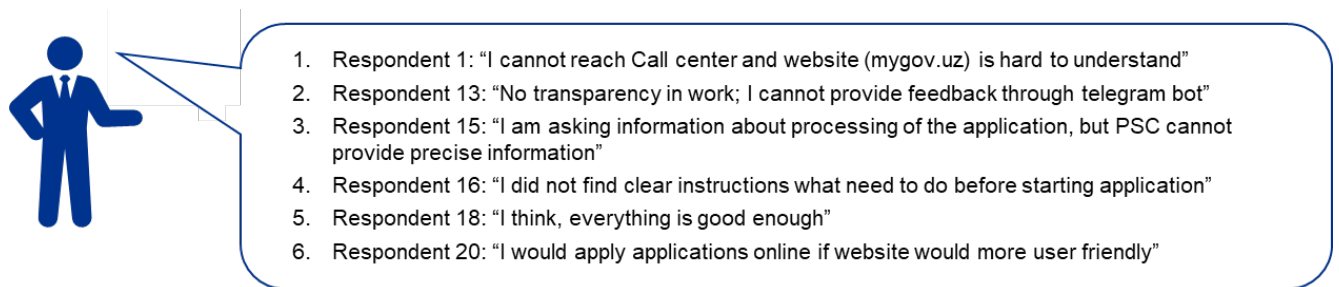 1. Respondent 1: “I cannot reach Call center and website (mygov.uz) is hard to understand”
2. Respondent 13: “No transparency in work; I cannot provide feedback through telegram bot”
3. Respondent 15: “I am asking information about processing of the application, but PSC cannot
provide precise information”
4. Respondent 16: “I did not find clear instructions what need to do before starting application”
5. Respondent 18: “I think, everything is good enough”
6. Respondent 20: “I would apply applications online if website would more user friendly”